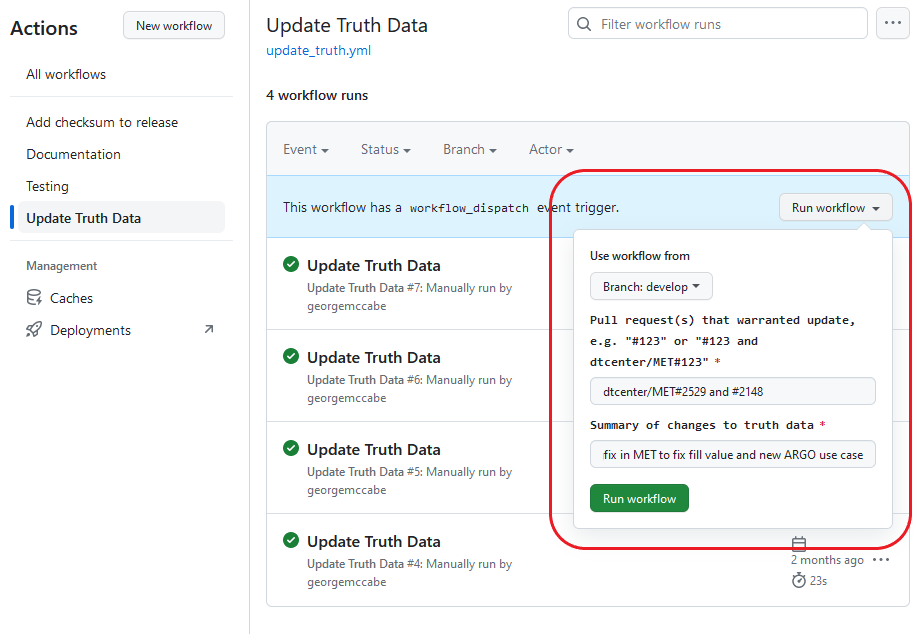 Actions
New workflow
All workflows
Add checksum to release
Documentation
Testing
Update Truth Data
Management
Caches
Deployments
Update Truth Data
update_truth.yml
Filter workflow runs
4 workflow runs
Event
Status
Branch
Actor
This workflow has a workflow_dispatch event trigger.
Run workflow
Use workflow from
Branch: develop
Pull request(s) that warranted update,
e.g. "#123" or "#123 and
dtcenter/MET#123" *
dtcenter/MET#2529 and #2148
Summary of changes to truth data *
fix in MET to fix fill value and new ARGO use case
Run workflow
Update Truth Data
Update Truth Data #7: Manually run by
georgemccabe
Update Truth Data
Update Truth Data #6: Manually run by
georgemccabe
Update Truth Data
Update Truth Data #5: Manually run by
georgemccabe
Update Truth Data
Update Truth Data #4: Manually run by
georgemccabe
2 months ago
23s